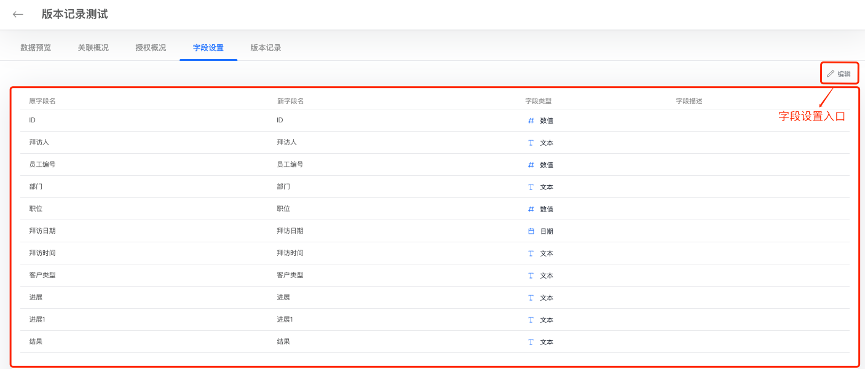 版本记录测试
数据预览 关联概况 授权概况 字段设置 版本记录
编辑
原字段名 新字段名 字段类型 字段描述
字段设置入口
ID ID 数值
拜访人 拜访人 文本
员工编号 员工编号 数值
部门 部门 文本
职位 职位 数值
拜访日期 拜访日期 日期
拜访时间 拜访时间 文本
客户类型 客户类型 文本
进展 进展 文本
进展1 进展1 文本
结果 结果 文本